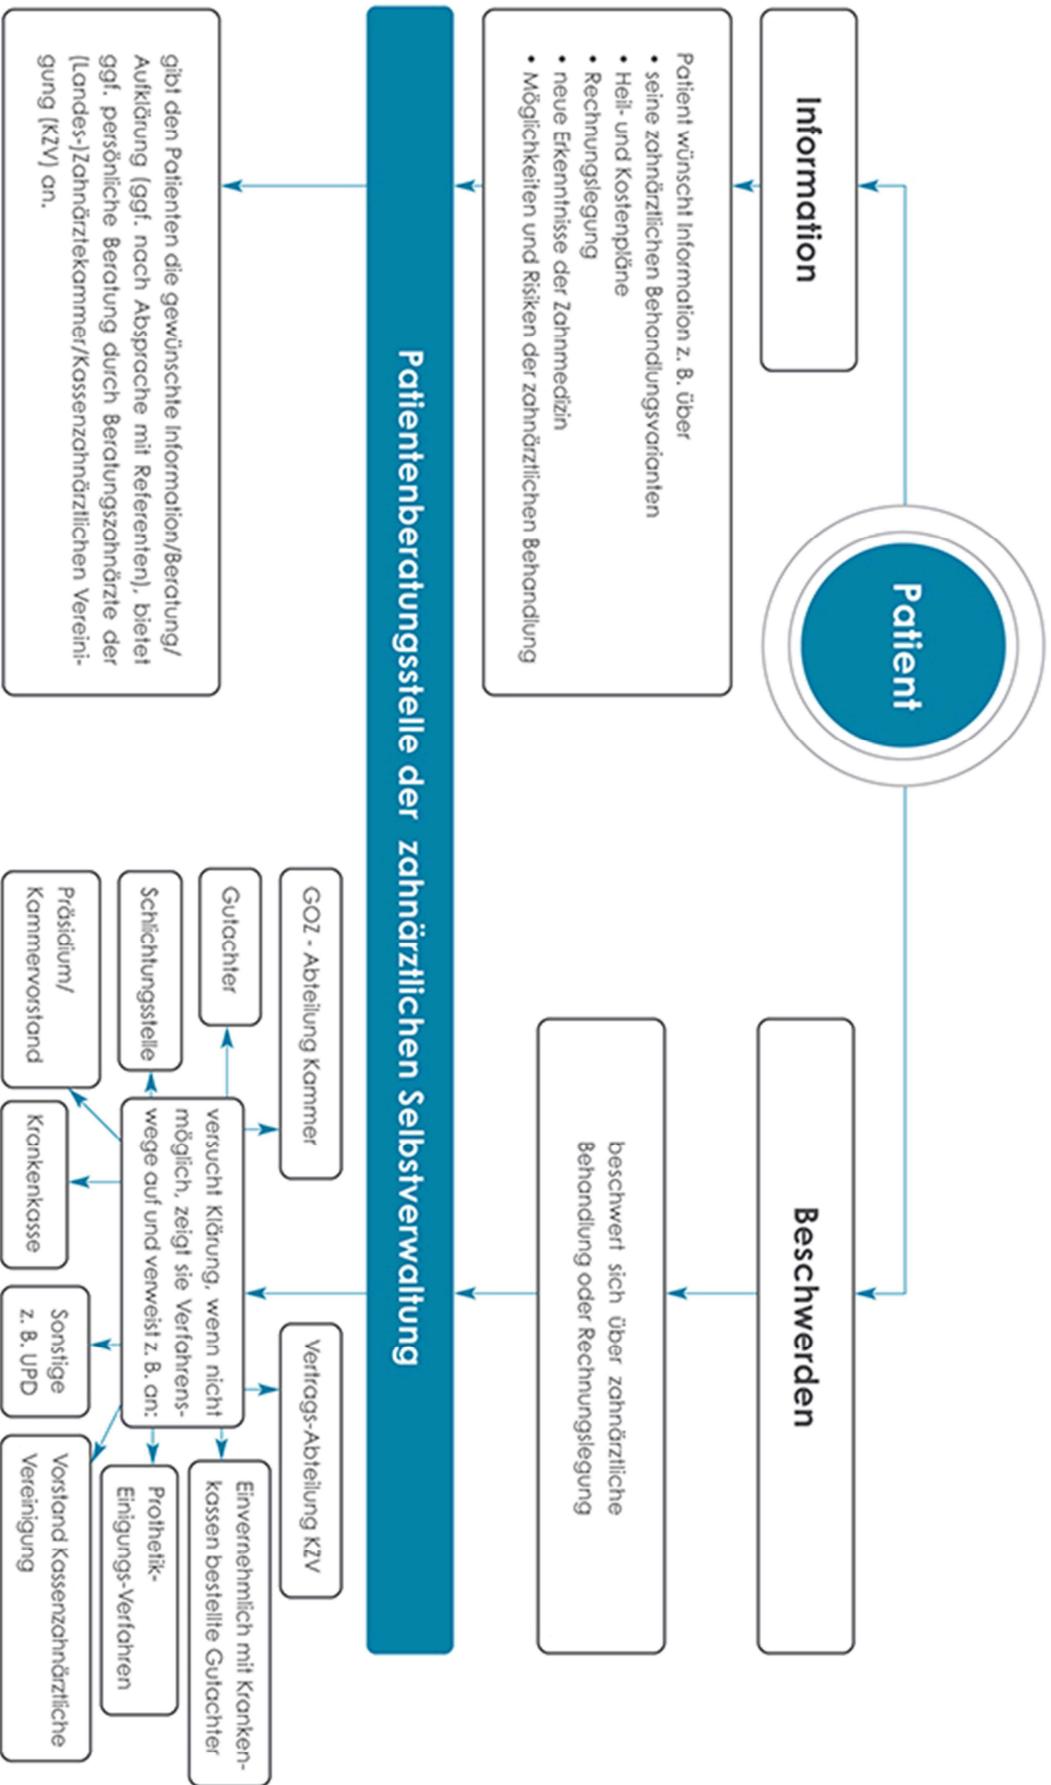 Patient
Information
Patient wünscht Information z. B. über
• seine zahnärztlichen Behandlungsvarianten
• Heil- und Kostenpläne
• Rechnungslegung
• neue Erkenntnisse der Zahnmedizin
• Möglichkeiten und Risiken der zahnärztlichen Behandlung
Beschwerden
beschwert sich über zahnärztliche
Behandlung oder Rechnungslegung
Patientenberatungsstelle der zahnärztlichen Selbstverwaltung
gibt den Patienten die gewünschte Information/Beratung/
Aufklärung (ggf. nach Absprache mit Referenten), bietet
ggf. persönliche Beratung durch Beratungszahnärzte der
(Landes-)Zahnärztekammer/Kassenzahnärztlichen Vereini-
gung (KZV) an.
GOZ - Abteilung Kammer
Vertrags-Abteilung KZV
Gutachter
versucht Klärung, wenn nicht
möglich, zeigt sie Verfahrens-
wege auf und verweist z. B. an:
Einvernehmlich mit Kranken-
kassen bestellte Gutachter
Schlichtungsstelle
Prothetik-
Einigungs-Verfahren
Präsidium/
Kammervorstand
Krankenkasse
Sonstige
z. B. UPD
Vorstand Kassenzahnärztliche
Vereinigung